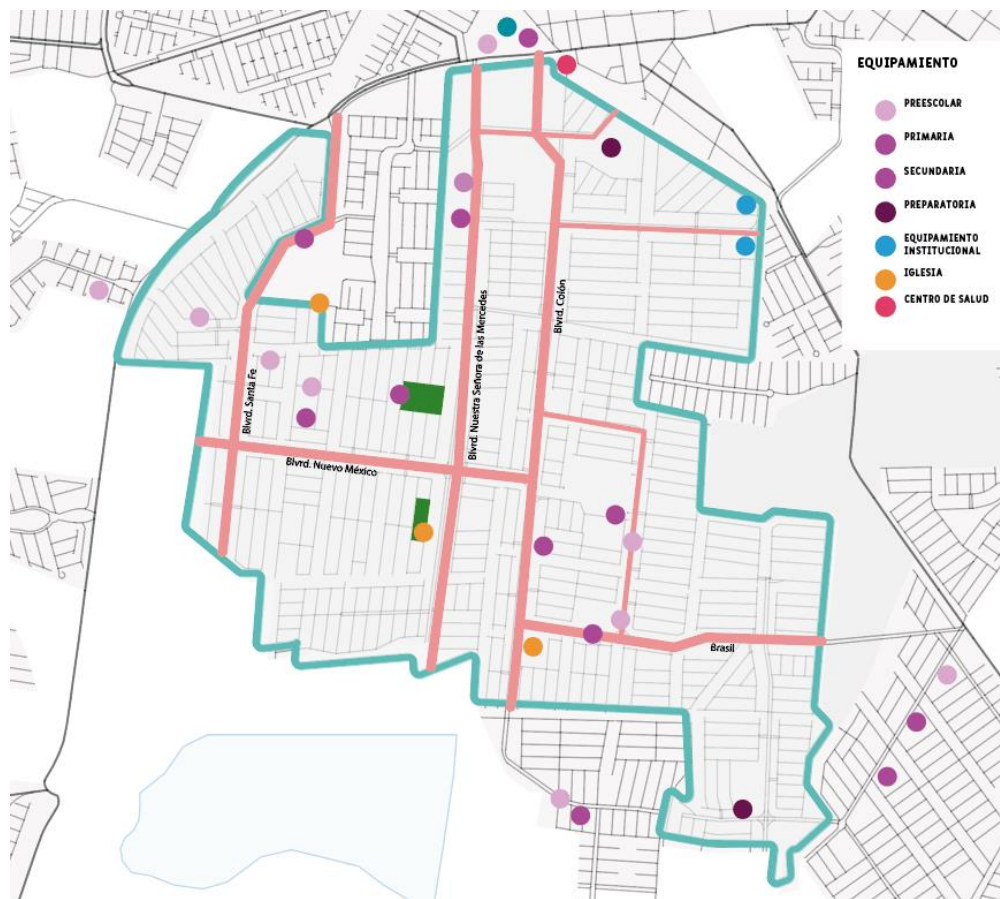 EQUIPAMIENTO
PREESCOLAR
PRIMARIA
SECUNDARIA
PREPARATORIA
EQUIPAMIENTO
INSTITUCIONAL
IGLESIA
CENTRO DE SALUD
Blvrd. Colón
Blvrd. Nuestra Señora de las Mercedes
Blvrd. Santa Fe
Blvrd. Nuevo México
Brasil